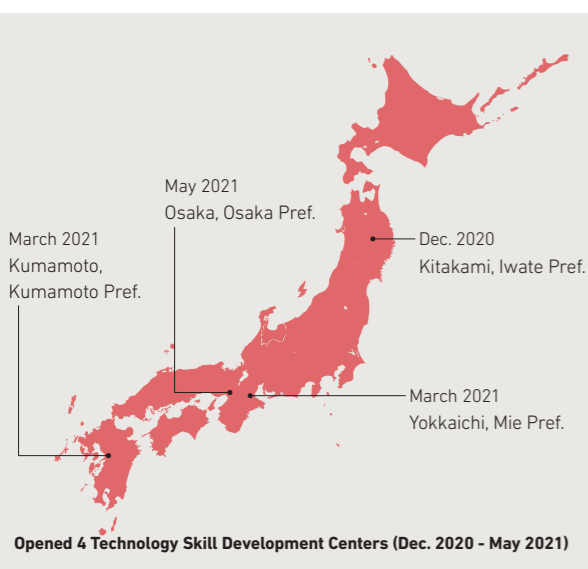 May 2021
Osaka, Osaka Pref.
March 2021
Kumamoto,
Kumamoto Pref.
Dec. 2020
Kitakami, Iwate Pref.
March 2021
Yokkaichi, Mie Pref.
Opened 4 Technology Skill Development Centers (Dec. 2020 - May 2021)